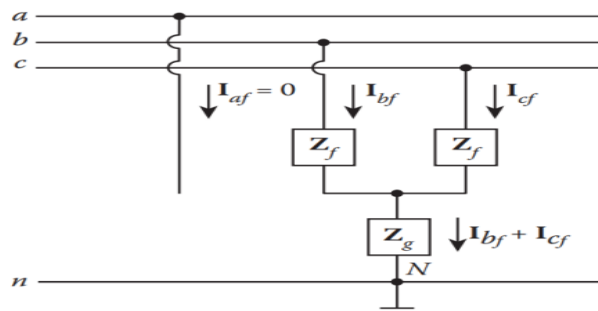 a
b
c
I_af = 0
I_bf
I_cf
Z_f
Z_f
Z_g
I_bf + I_cf
N
n